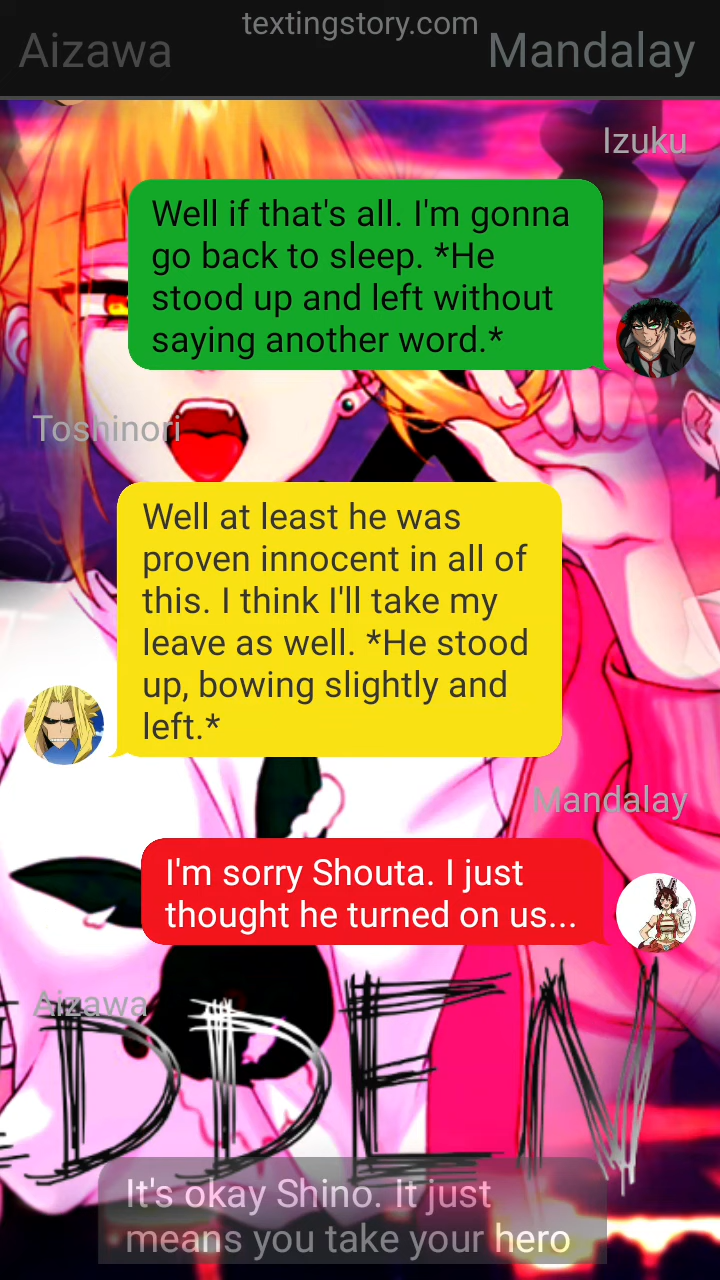 textingstory.com
Aizawa
Mandalay
Izuku
Well if that's all. I'm gonna
go back to sleep. *He
stood up and left without
saying another word.*
Toshinori
Well at least he was
proven innocent in all of
this. I think I'll take my
leave as well. *He stood
up, bowing slightly and
left.*
Mandalay
I'm sorry Shouta. I just
thought he turned on us...
Aizawa
DDEN
It's okay Shino. It just
means you take your hero